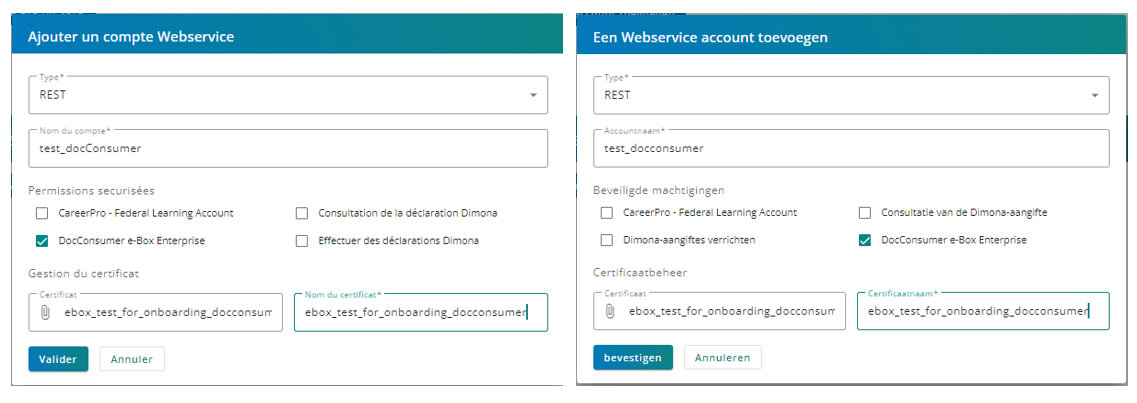 Ajouter un compte Webservice
Type*
REST
Nom du compte*
test_docConsumer
Permissions securisées
CareerPro - Federal Learning Account
Consultation de la déclaration Dimona
DocConsumer e-Box Enterprise
Effectuer des déclarations Dimona
Gestion du certificat
Certificat
ebox_test_for_onboarding_docconsum
Nom du certificat*
ebox_test_for_onboarding_docconsumer
Valider
Annuler
Een Webservice account toevoegen
Type*
REST
Accountnaam*
test_docconsumer
Beveiligde machtigingen
CareerPro - Federal Learning Account
Consultatie van de Dimona-aangifte
Dimona-aangiftes verrichten
DocConsumer e-Box Enterprise
Certificaatbeheer
Certificaat
ebox_test_for_onboarding_docconsum
Certificaatnaam*
ebox_test_for_onboarding_docconsumer
bevestigen
Annuleren